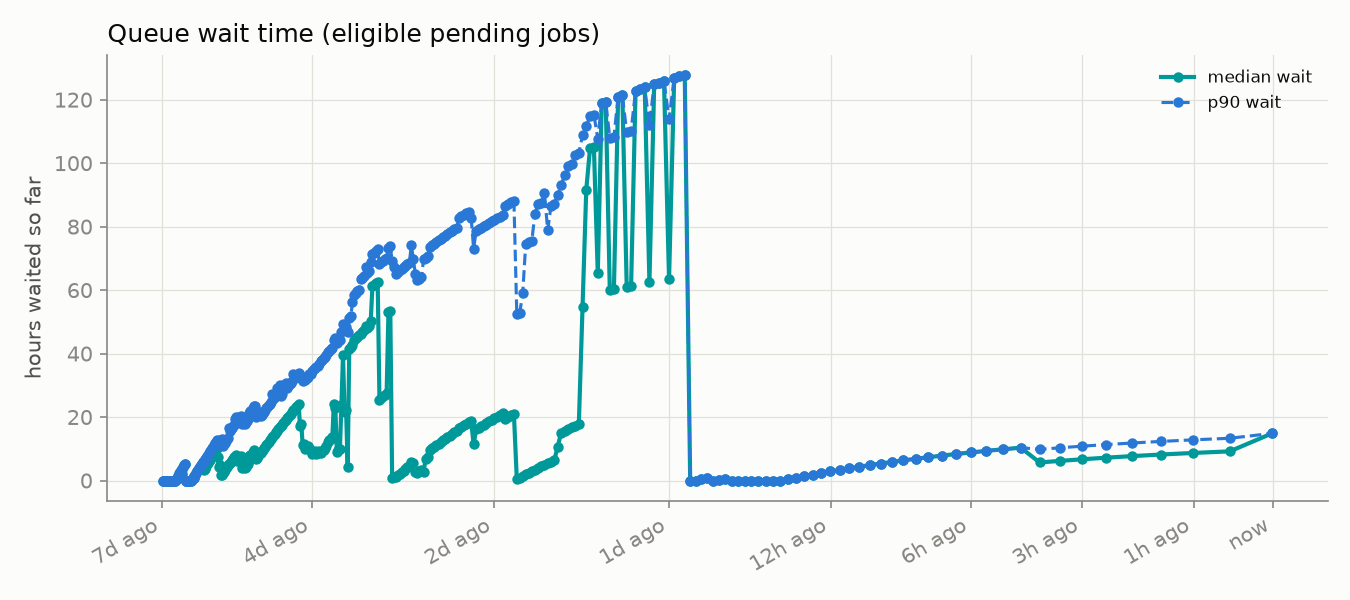 Queue wait time (eligible pending jobs)
median wait
p90 wait
hours waited so far
120
100
80
60
40
20
0
7d ago
4d ago
2d ago
1d ago
12h ago
6h ago
3h ago
1h ago
now